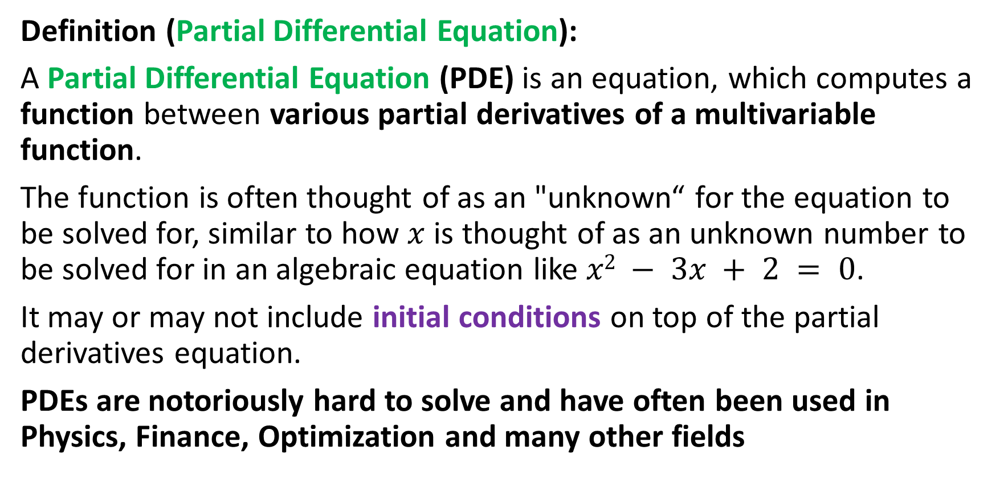 Definition (Partial Differential Equation):
A Partial Differential Equation (PDE) is an equation, which computes a
function between various partial derivatives of a multivariable
function.
The function is often thought of as an "unknown“ for the equation to
be solved for, similar to how 𝑥 is thought of as an unknown number to
be solved for in an algebraic equation like 𝑥² − 3𝑥 + 2 = 0.
It may or may not include initial conditions on top of the partial
derivatives equation.
PDEs are notoriously hard to solve and have often been used in
Physics, Finance, Optimization and many other fields